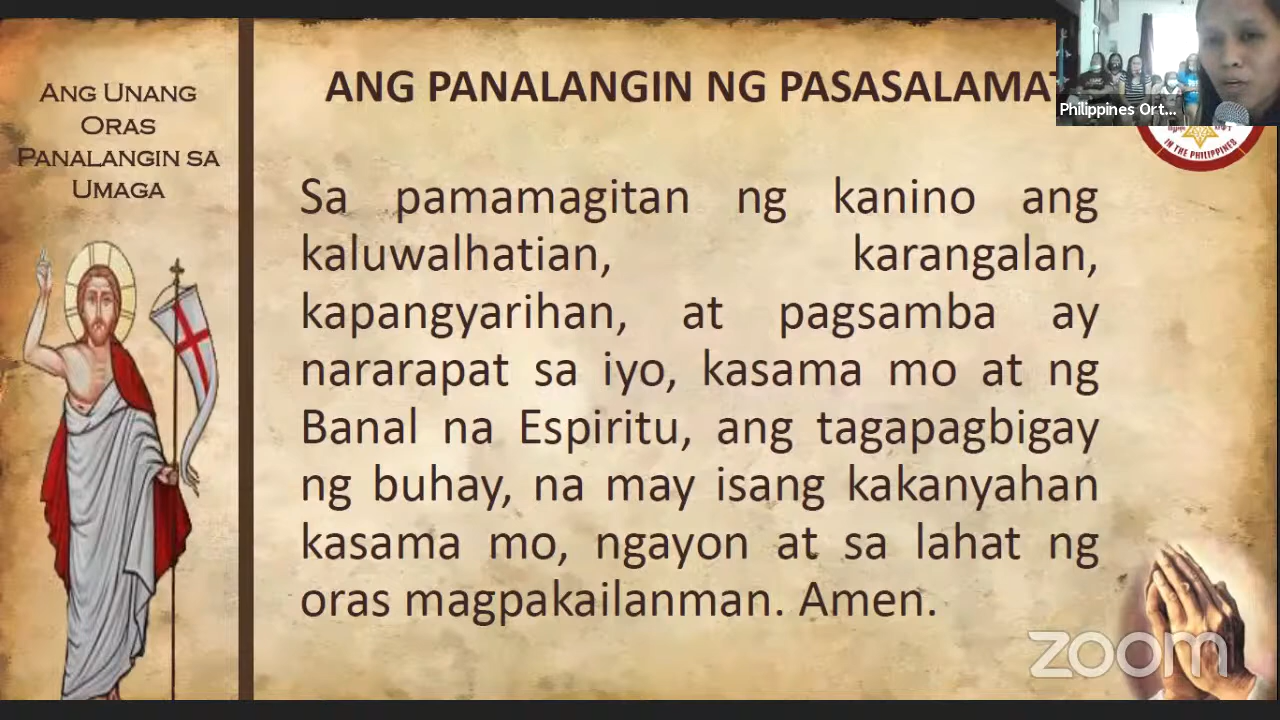 ANG UNANG
ORAS
PANALANGIN SA
UMAGA
ANG PANALANGIN NG PASASALAMAT
Philippines Ort...
IN THE PHILIPPINES
Sa pamamagitan ng kanino ang
kaluwalhatian, karangalan,
kapangyarihan, at pagsamba ay
nararapat sa iyo, kasama mo at ng
Banal na Espiritu, ang tagapagbigay
ng buhay, na may isang kakanyahan
kasama mo, ngayon at sa lahat ng
oras magpakailanman. Amen.
zoom